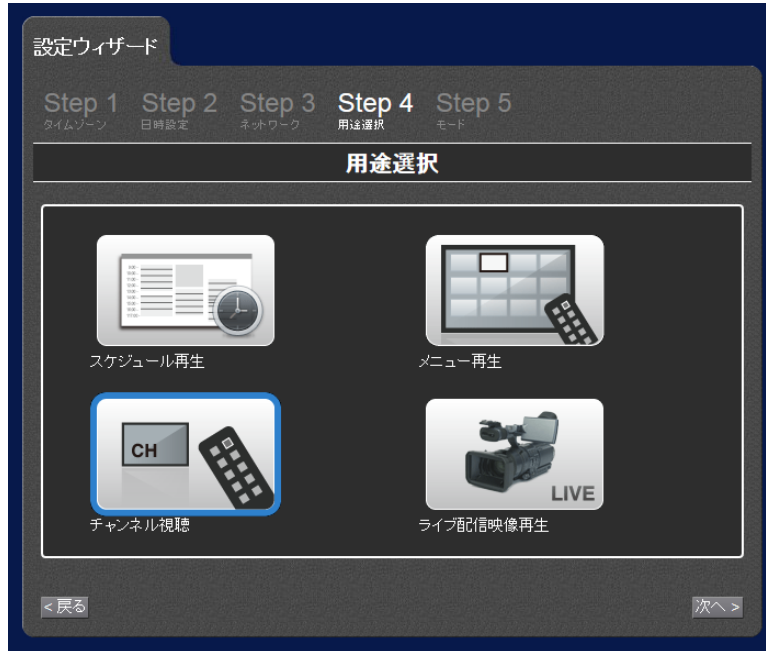 設定ウィザード
Step 1 Step 2 Step 3 Step 4 Step 5
タイムゾーン 日時設定 ネットワーク 用途選択 モード
用途選択
スケジュール再生 メニュー再生
CH
LIVE
チャンネル視聴 ライブ配信映像再生
< 戻る 次へ >